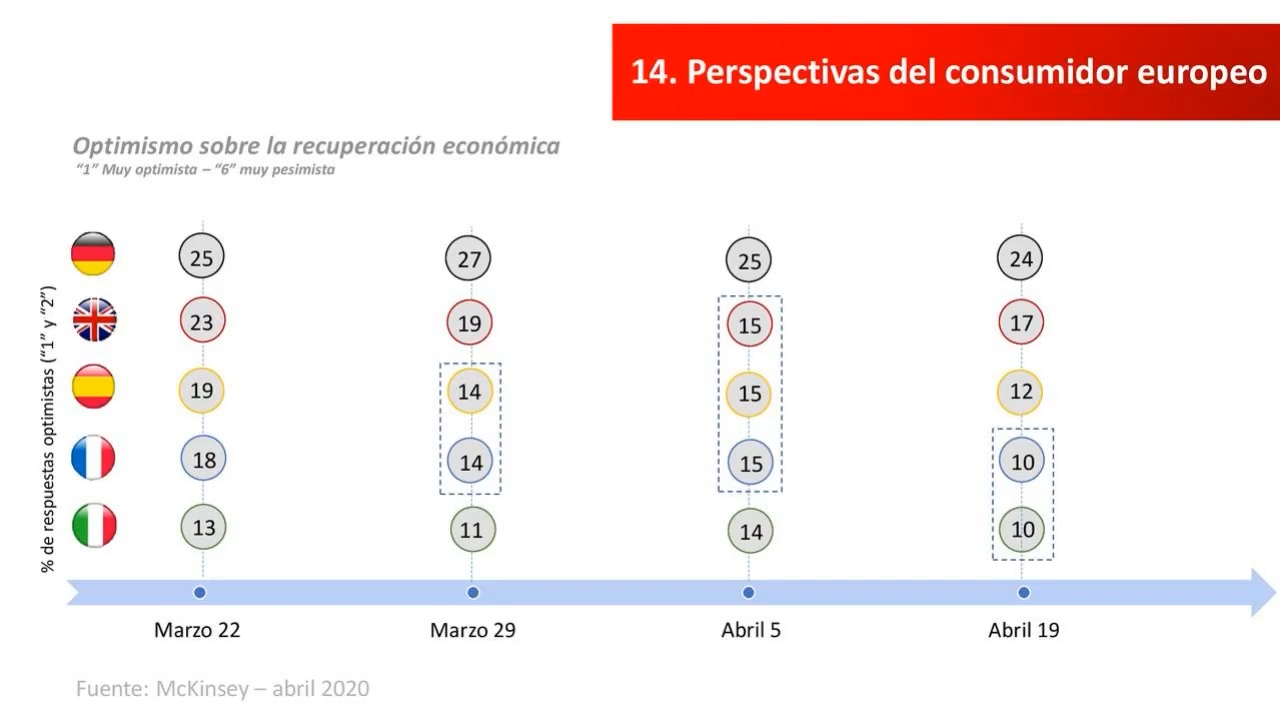 14. Perspectivas del consumidor europeo
Optimismo sobre la recuperación económica
“1” Muy optimista – “6” muy pesimista
% de respuestas optimistas (“1” y “2”)
25 27 25 24
23 19 15 17
19 14 15 12
18 14 15 10
13 11 14 10
Marzo 22 Marzo 29 Abril 5 Abril 19
Fuente: McKinsey – abril 2020